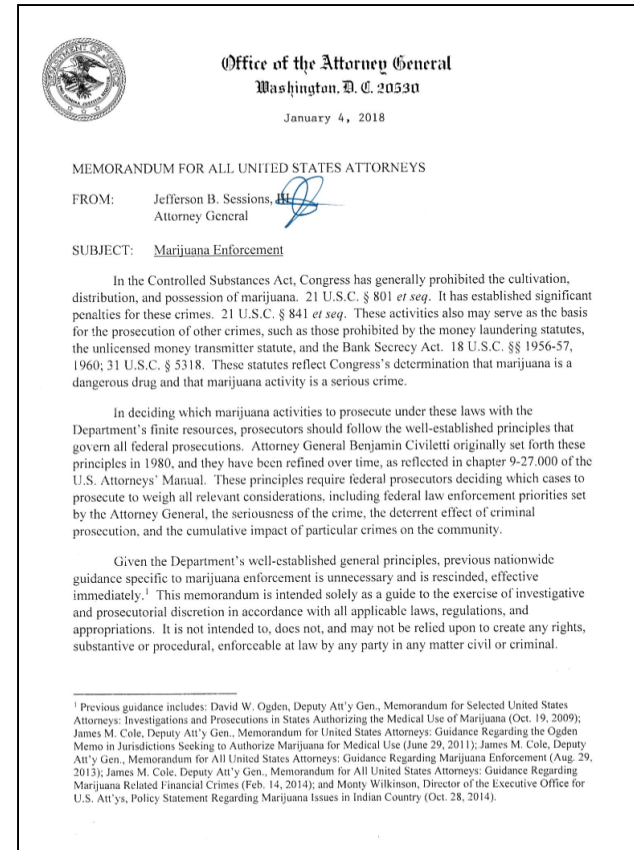 Office of the Attorney General
Washington, D. C. 20530
January 4, 2018
MEMORANDUM FOR ALL UNITED STATES ATTORNEYS
FROM: Jefferson B. Sessions, III
Attorney General
SUBJECT: Marijuana Enforcement
In the Controlled Substances Act, Congress has generally prohibited the cultivation,
distribution, and possession of marijuana. 21 U.S.C. § 801 et seq. It has established significant
penalties for these crimes. 21 U.S.C. § 841 et seq. These activities also may serve as the basis
for the prosecution of other crimes, such as those prohibited by the money laundering statutes,
the unlicensed money transmitter statute, and the Bank Secrecy Act. 18 U.S.C. §§ 1956-57,
1960; 31 U.S.C. § 5318. These statutes reflect Congress's determination that marijuana is a
dangerous drug and that marijuana activity is a serious crime.
In deciding which marijuana activities to prosecute under these laws with the
Department's finite resources, prosecutors should follow the well-established principles that
govern all federal prosecutions. Attorney General Benjamin Civiletti originally set forth these
principles in 1980, and they have been refined over time, as reflected in chapter 9-27.000 of the
U.S. Attorneys' Manual. These principles require federal prosecutors deciding which cases to
prosecute to weigh all relevant considerations, including federal law enforcement priorities set
by the Attorney General, the seriousness of the crime, the deterrent effect of criminal
prosecution, and the cumulative impact of particular crimes on the community.
Given the Department's well-established general principles, previous nationwide
guidance specific to marijuana enforcement is unnecessary and is rescinded, effective
immediately.1 This memorandum is intended solely as a guide to the exercise of investigative
and prosecutorial discretion in accordance with all applicable laws, regulations, and
appropriations. It is not intended to, does not, and may not be relied upon to create any rights,
substantive or procedural, enforceable at law by any party in any matter civil or criminal.
1 Previous guidance includes: David W. Ogden, Deputy Att'y Gen., Memorandum for Selected United States
Attorneys: Investigations and Prosecutions in States Authorizing the Medical Use of Marijuana (Oct. 19, 2009);
James M. Cole, Deputy Att'y Gen., Memorandum for United States Attorneys: Guidance Regarding the Ogden
Memo in Jurisdictions Seeking to Authorize Marijuana for Medical Use (June 29, 2011); James M. Cole, Deputy
Att'y Gen., Memorandum for All United States Attorneys: Guidance Regarding Marijuana Enforcement (Aug. 29,
2013); James M. Cole, Deputy Att'y Gen., Memorandum for All United States Attorneys: Guidance Regarding
Marijuana Related Financial Crimes (Feb. 14, 2014); and Monty Wilkinson, Director of the Executive Office for
U.S. Att'ys, Policy Statement Regarding Marijuana Issues in Indian Country (Oct. 28, 2014).